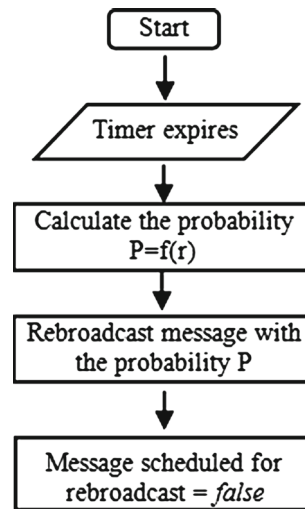 Start
Timer expires
Calculate the probability
P=f(r)
Rebroadcast message with
the probability P
Message scheduled for
rebroadcast = false